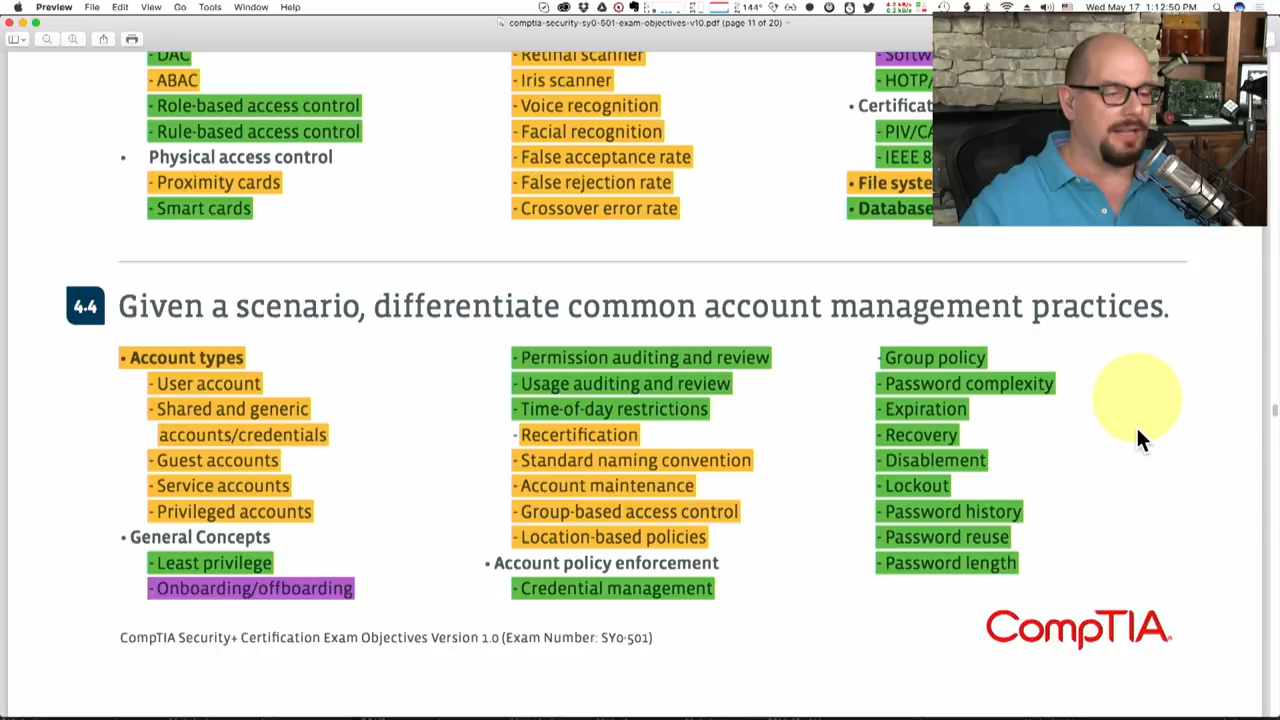 Preview File Edit View Go Tools Window Help
144°
Wed May 17 1:12:50 PM
comptia-security-sy0-501-exam-objectives-v10.pdf (page 11 of 20)
- DAC
- ABAC
- Role-based access control
- Rule-based access control
• Physical access control
- Proximity cards
- Smart cards
- Retinal scanner
- Iris scanner
- Voice recognition
- Facial recognition
- False acceptance rate
- False rejection rate
- Crossover error rate
- Softw
- HOTP/
• Certificat
- PIV/CA
- IEEE 8
• File syste
• Database
4.4 Given a scenario, differentiate common account management practices.
• Account types
- User account
- Shared and generic
accounts/credentials
- Guest accounts
- Service accounts
- Privileged accounts
• General Concepts
- Least privilege
- Onboarding/offboarding
- Permission auditing and review
- Usage auditing and review
- Time-of-day restrictions
- Recertification
- Standard naming convention
- Account maintenance
- Group-based access control
- Location-based policies
• Account policy enforcement
- Credential management
- Group policy
- Password complexity
- Expiration
- Recovery
- Disablement
- Lockout
- Password history
- Password reuse
- Password length
CompTIA Security+ Certification Exam Objectives Version 1.0 (Exam Number: SY0-501)
CompTIA.